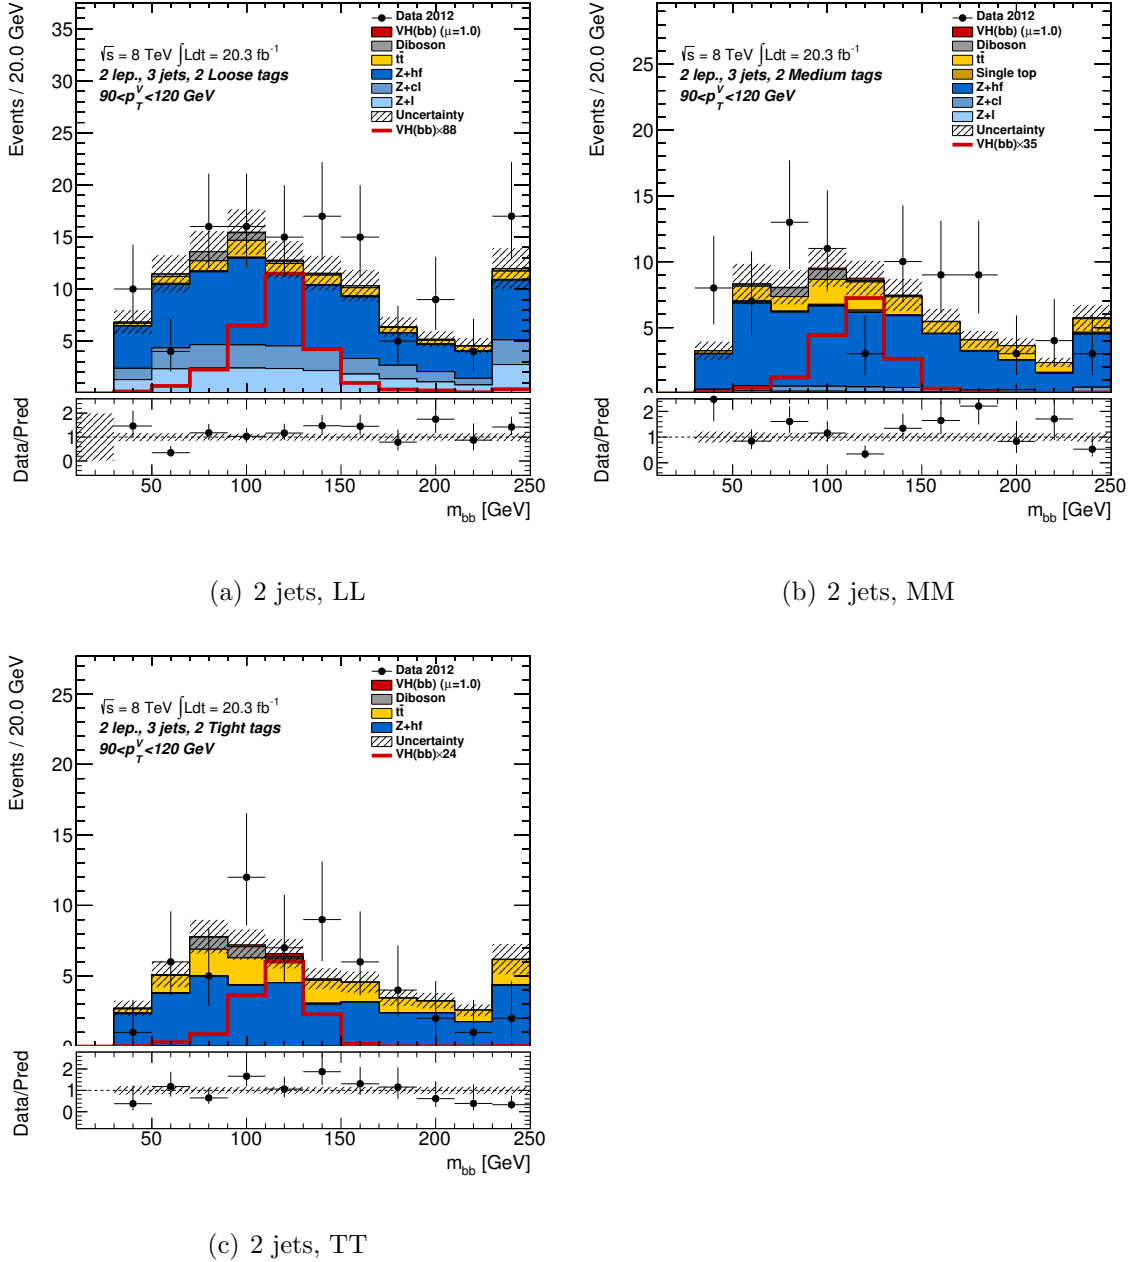 Events / 20.0 GeV
35
30
25
20
15
10
5
√s = 8 TeV ∫Ldt = 20.3 fb⁻¹
2 lep., 3 jets, 2 Loose tags
90<p_T^V<120 GeV
Data 2012
VH(bb) (μ=1.0)
Diboson
tt̄
Z+hf
Z+cl
Z+l
Uncertainty
VH(bb)×88
Data/Pred
2
1
0
50 100 150 200 250
m_bb [GeV]
(a) 2 jets, LL
Events / 20.0 GeV
25
20
15
10
5
0
√s = 8 TeV ∫Ldt = 20.3 fb⁻¹
2 lep., 3 jets, 2 Medium tags
90<p_T^V<120 GeV
Data 2012
VH(bb) (μ=1.0)
Diboson
tt̄
Single top
Z+hf
Z+cl
Z+l
Uncertainty
VH(bb)×35
Data/Pred
2
1
0
50 100 150 200 250
m_bb [GeV]
(b) 2 jets, MM
Events / 20.0 GeV
25
20
15
10
5
0
√s = 8 TeV ∫Ldt = 20.3 fb⁻¹
2 lep., 3 jets, 2 Tight tags
90<p_T^V<120 GeV
Data 2012
VH(bb) (μ=1.0)
Diboson
tt̄
Z+hf
Uncertainty
VH(bb)×24
Data/Pred
2
1
0
50 100 150 200 250
m_bb [GeV]
(c) 2 jets, TT